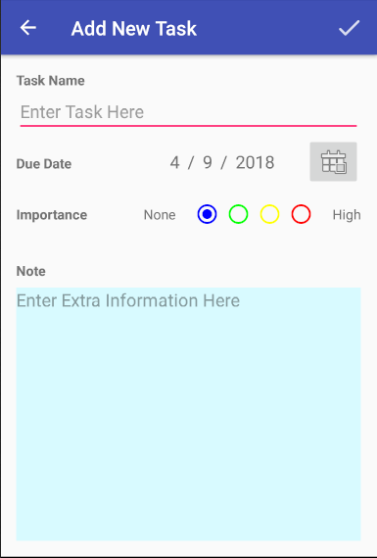 Add New Task
Task Name
Enter Task Here
Due Date 4 / 9 / 2018
Importance None High
Note
Enter Extra Information Here